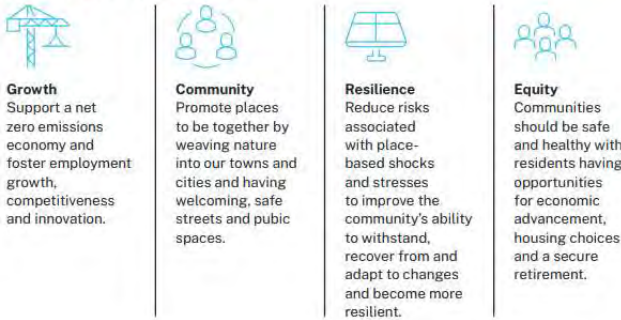 Growth
Support a net
zero emissions
economy and
foster employment
growth,
competitiveness
and innovation.
Community
Promote places
to be together by
weaving nature
into our towns and
cities and having
welcoming, safe
streets and pubic
spaces.
Resilience
Reduce risks
associated
with place-
based shocks
and stresses
to improve the
community's ability
to withstand,
recover from and
adapt to changes
and become more
resilient.
Equity
Communities
should be safe
and healthy with
residents having
opportunities
for economic
advancement,
housing choices
and a secure
retirement.